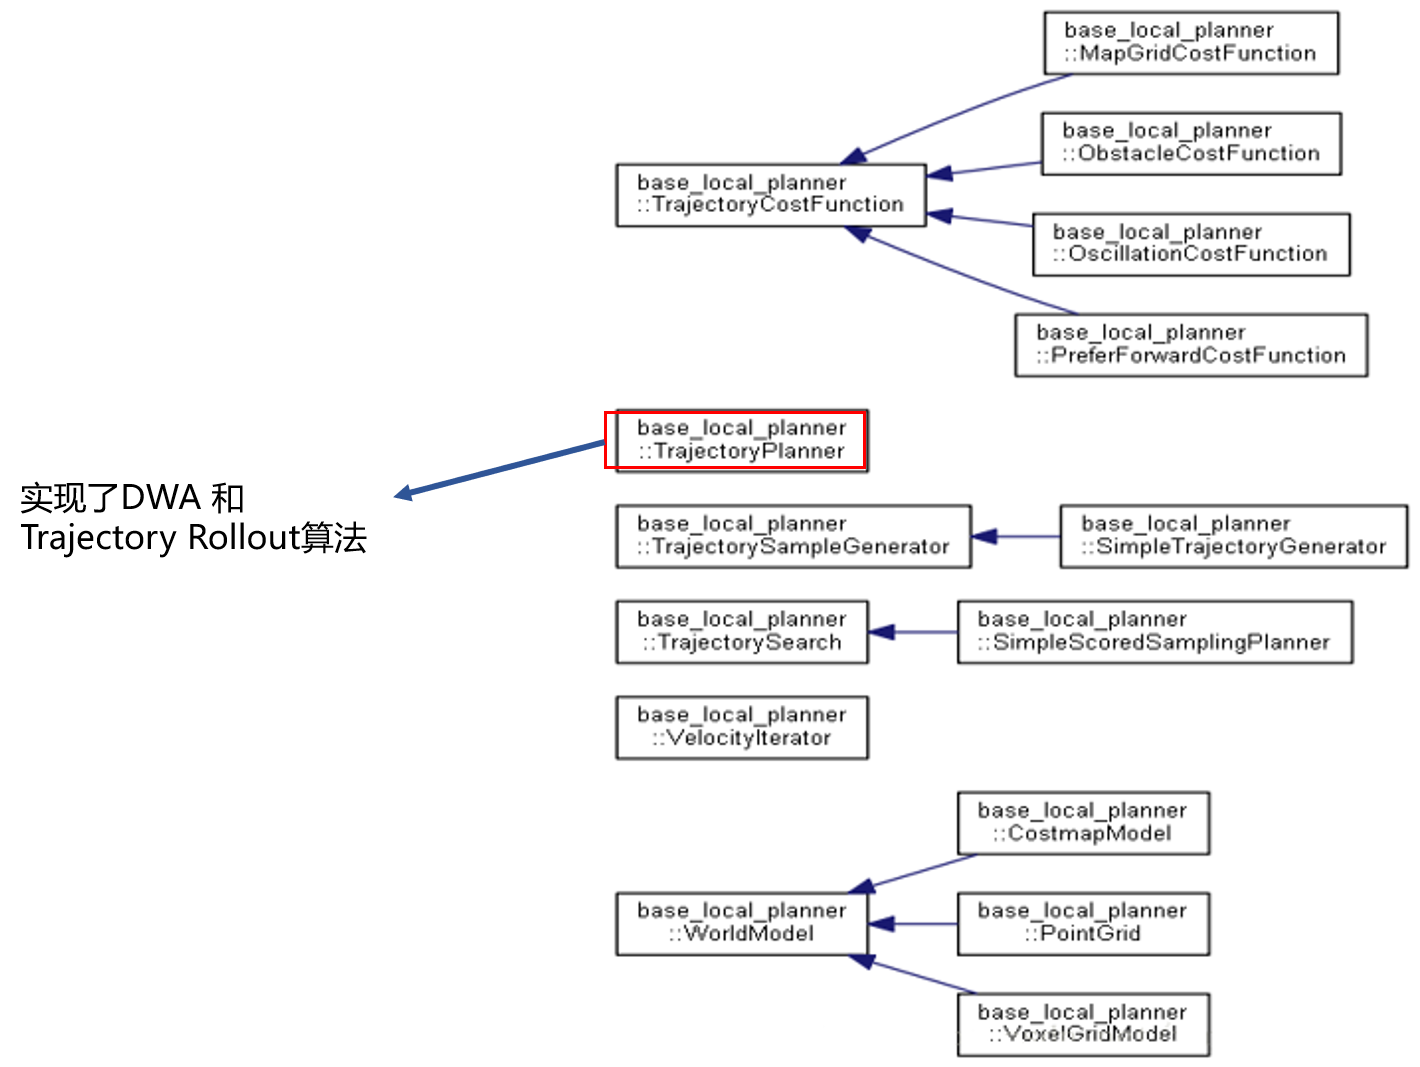 base_local_planner
::MapGridCostFunction
base_local_planner
::ObstacleCostFunction
base_local_planner
::TrajectoryCostFunction
base_local_planner
::OscillationCostFunction
base_local_planner
::PreferForwardCostFunction
base_local_planner
::TrajectoryPlanner
实现了DWA 和
Trajectory Rollout算法
base_local_planner
::TrajectorySampleGenerator
base_local_planner
::SimpleTrajectoryGenerator
base_local_planner
::TrajectorySearch
base_local_planner
::SimpleScoredSamplingPlanner
base_local_planner
::VelocityIterator
base_local_planner
::CostmapModel
base_local_planner
::WorldModel
base_local_planner
::PointGrid
base_local_planner
::VoxelGridModel